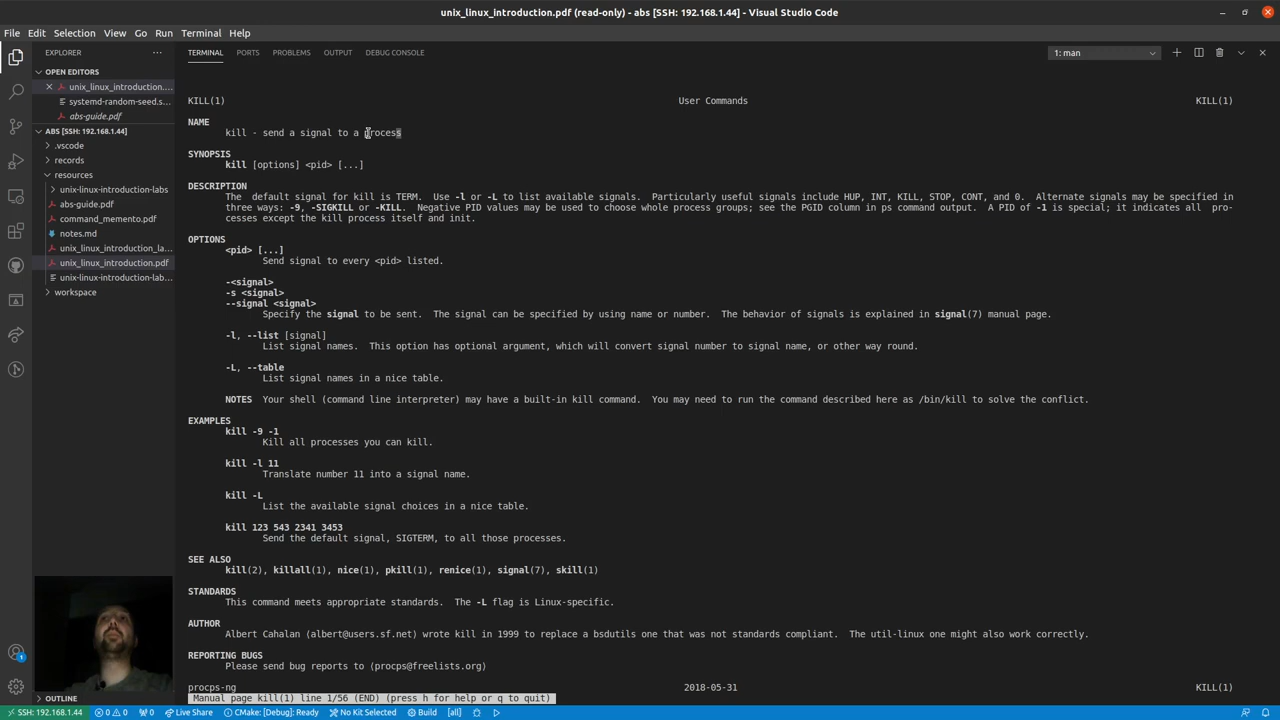 unix_linux_introduction.pdf (read-only) - abs [SSH: 192.168.1.44] - Visual Studio Code
File Edit Selection View Go Run Terminal Help
EXPLORER
OPEN EDITORS
unix_linux_introduction....
systemd-random-seed.s...
abs-guide.pdf
ABS [SSH: 192.168.1.44]
.vscode
records
resources
unix-linux-introduction-labs
abs-guide.pdf
command_memento.pdf
notes.md
unix_linux_introduction_la...
unix_linux_introduction.pdf
unix-linux-introduction-lab...
workspace
OUTLINE
TERMINAL PORTS PROBLEMS OUTPUT DEBUG CONSOLE
1: man
KILL(1) User Commands KILL(1)
NAME
kill - send a signal to a process
SYNOPSIS
kill [options] <pid> [...]
DESCRIPTION
The default signal for kill is TERM. Use -l or -L to list available signals. Particularly useful signals include HUP, INT, KILL, STOP, CONT, and 0. Alternate signals may be specified in
three ways: -9, -SIGKILL or -KILL. Negative PID values may be used to choose whole process groups; see the PGID column in ps command output. A PID of -1 is special; it indicates all pro-
cesses except the kill process itself and init.
OPTIONS
<pid> [...]
Send signal to every <pid> listed.
-<signal>
-s <signal>
--signal <signal>
Specify the signal to be sent. The signal can be specified by using name or number. The behavior of signals is explained in signal(7) manual page.
-l, --list [signal]
List signal names. This option has optional argument, which will convert signal number to signal name, or other way round.
-L, --table
List signal names in a nice table.
NOTES Your shell (command line interpreter) may have a built-in kill command. You may need to run the command described here as /bin/kill to solve the conflict.
EXAMPLES
kill -9 -1
Kill all processes you can kill.
kill -l 11
Translate number 11 into a signal name.
kill -L
List the available signal choices in a nice table.
kill 123 543 2341 3453
Send the default signal, SIGTERM, to all those processes.
SEE ALSO
kill(2), killall(1), nice(1), pkill(1), renice(1), signal(7), skill(1)
STANDARDS
This command meets appropriate standards. The -L flag is Linux-specific.
AUTHOR
Albert Cahalan ⟨albert@users.sf.net⟩ wrote kill in 1999 to replace a bsdutils one that was not standards compliant. The util-linux one might also work correctly.
REPORTING BUGS
Please send bug reports to ⟨procps@freelists.org⟩
procps-ng 2018-05-31 KILL(1)
Manual page kill(1) line 1/56 (END) (press h for help or q to quit)
SSH: 192.168.1.44 0 0 0 Live Share CMake: [Debug]: Ready No Kit Selected Build [all]